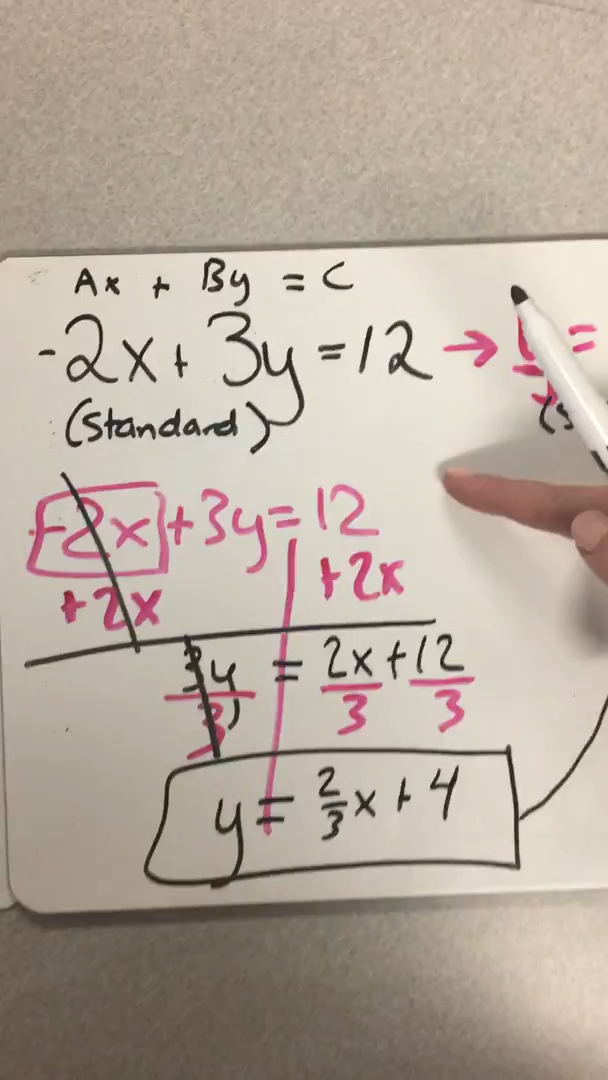 Ax + By = C
-2x + 3y = 12 → y =
(Standard)
-2x + 3y = 12
+2x +2x
3y = 2x + 12
3 3 3
y = 2/3 x + 4